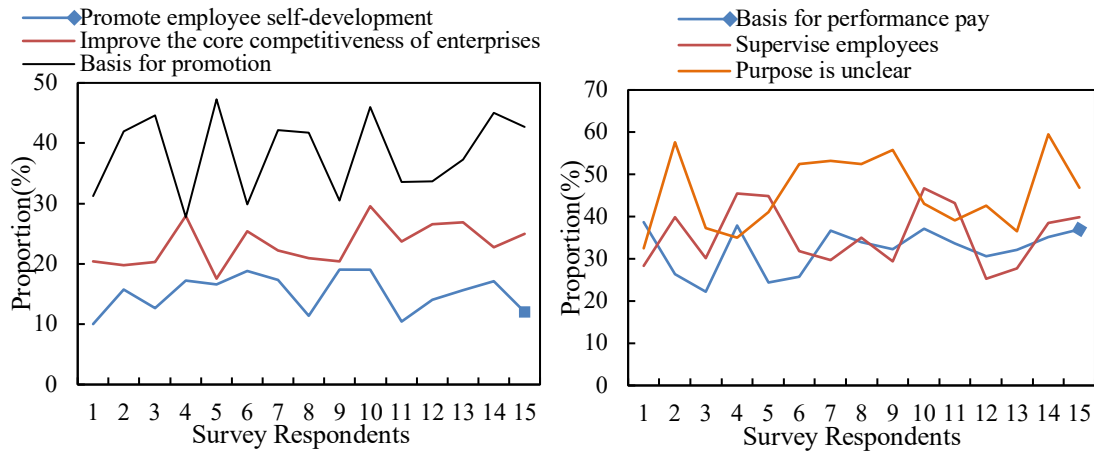 Promote employee self-development
Improve the core competitiveness of enterprises
Basis for promotion
Proportion(%)
50
40
30
20
10
0
1 2 3 4 5 6 7 8 9 10 11 12 13 14 15
Survey Respondents
Basis for performance pay
Supervise employees
Purpose is unclear
Proportion(%)
70
60
50
40
30
20
10
0
1 2 3 4 5 6 7 8 9 10 11 12 13 14 15
Survey Respondents